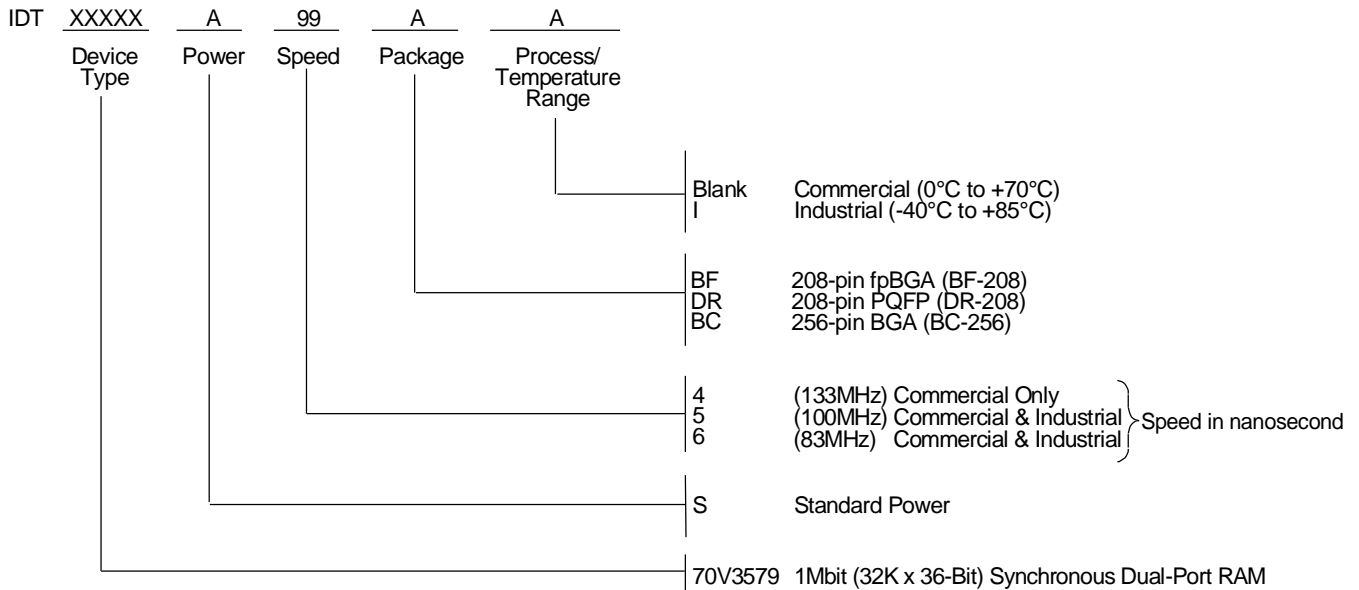 IDT XXXXX A 99 A A
Device Type Power Speed Package Process/ Temperature Range
Blank Commercial (0°C to +70°C)
I Industrial (-40°C to +85°C)
BF 208-pin fpBGA (BF-208)
DR 208-pin PQFP (DR-208)
BC 256-pin BGA (BC-256)
4 (133MHz) Commercial Only
5 (100MHz) Commercial & Industrial
6 (83MHz) Commercial & Industrial
Speed in nanosecond
S Standard Power
70V3579 1Mbit (32K x 36-Bit) Synchronous Dual-Port RAM